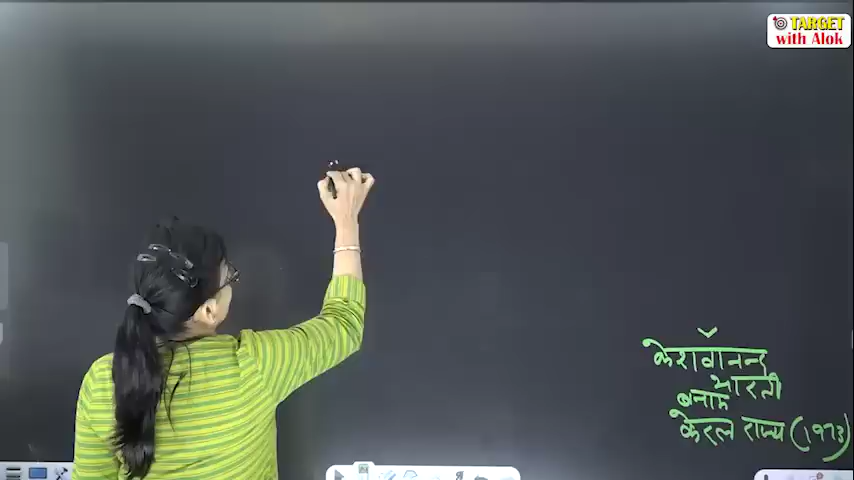 TARGET
with Alok
केशवानन्द
भारती
बनाम
केरल राज्य (1973)